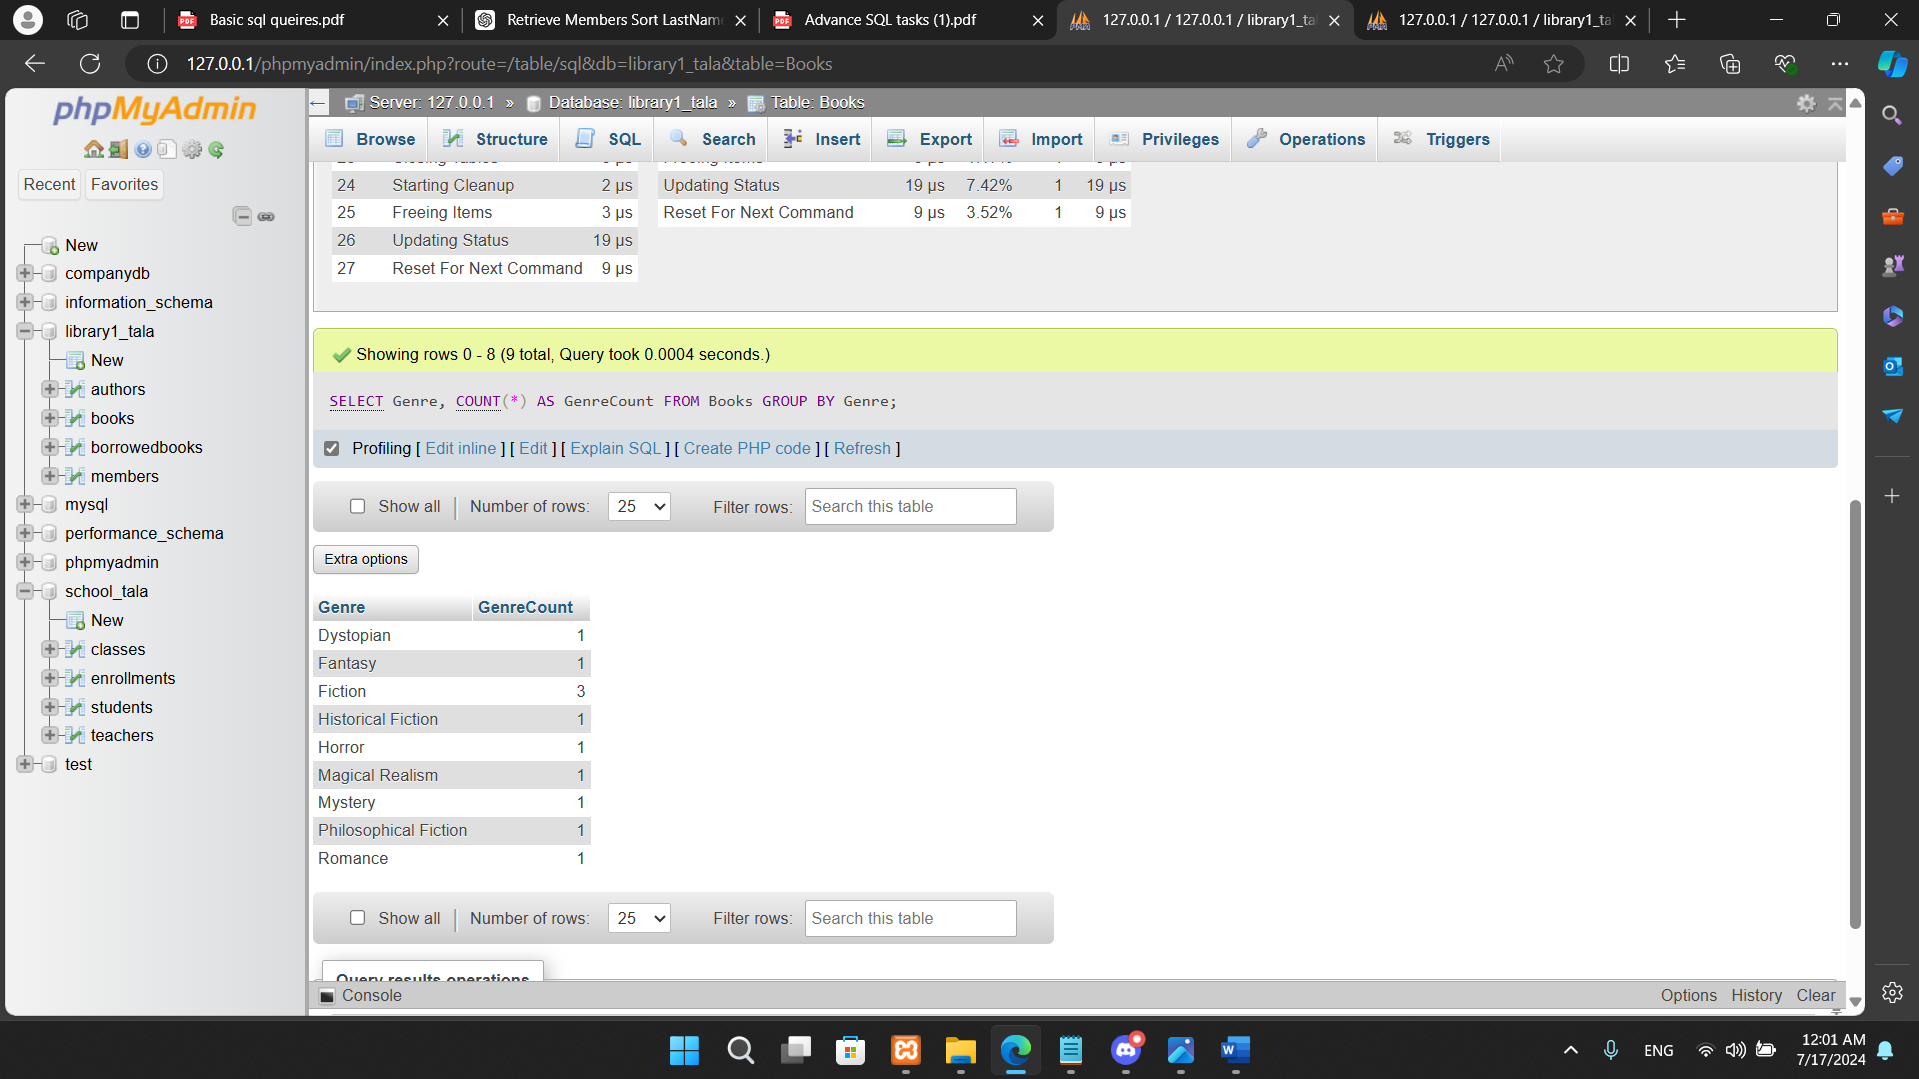 Basic sql queires.pdf
Retrieve Members Sort LastName
Advance SQL tasks (1).pdf
127.0.0.1 / 127.0.0.1 / library1_ta
127.0.0.1 / 127.0.0.1 / library1_ta
127.0.0.1/phpmyadmin/index.php?route=/table/sql&db=library1_tala&table=Books
phpMyAdmin
Recent Favorites
New
companydb
information_schema
library1_tala
New
authors
books
borrowedbooks
members
mysql
performance_schema
phpmyadmin
school_tala
New
classes
enrollments
students
teachers
test
Server: 127.0.0.1 » Database: library1_tala » Table: Books
Browse Structure SQL Search Insert Export Import Privileges Operations Triggers
24 Starting Cleanup 2 µs Updating Status 19 µs 7.42% 1 19 µs
25 Freeing Items 3 µs Reset For Next Command 9 µs 3.52% 1 9 µs
26 Updating Status 19 µs
27 Reset For Next Command 9 µs
Showing rows 0 - 8 (9 total, Query took 0.0004 seconds.)
SELECT Genre, COUNT(*) AS GenreCount FROM Books GROUP BY Genre;
Profiling [ Edit inline ] [ Edit ] [ Explain SQL ] [ Create PHP code ] [ Refresh ]
Show all Number of rows: 25 Filter rows: Search this table
Extra options
Genre GenreCount
Dystopian 1
Fantasy 1
Fiction 3
Historical Fiction 1
Horror 1
Magical Realism 1
Mystery 1
Philosophical Fiction 1
Romance 1
Show all Number of rows: 25 Filter rows: Search this table
Query results operations
Console Options History Clear
ENG
12:01 AM
7/17/2024